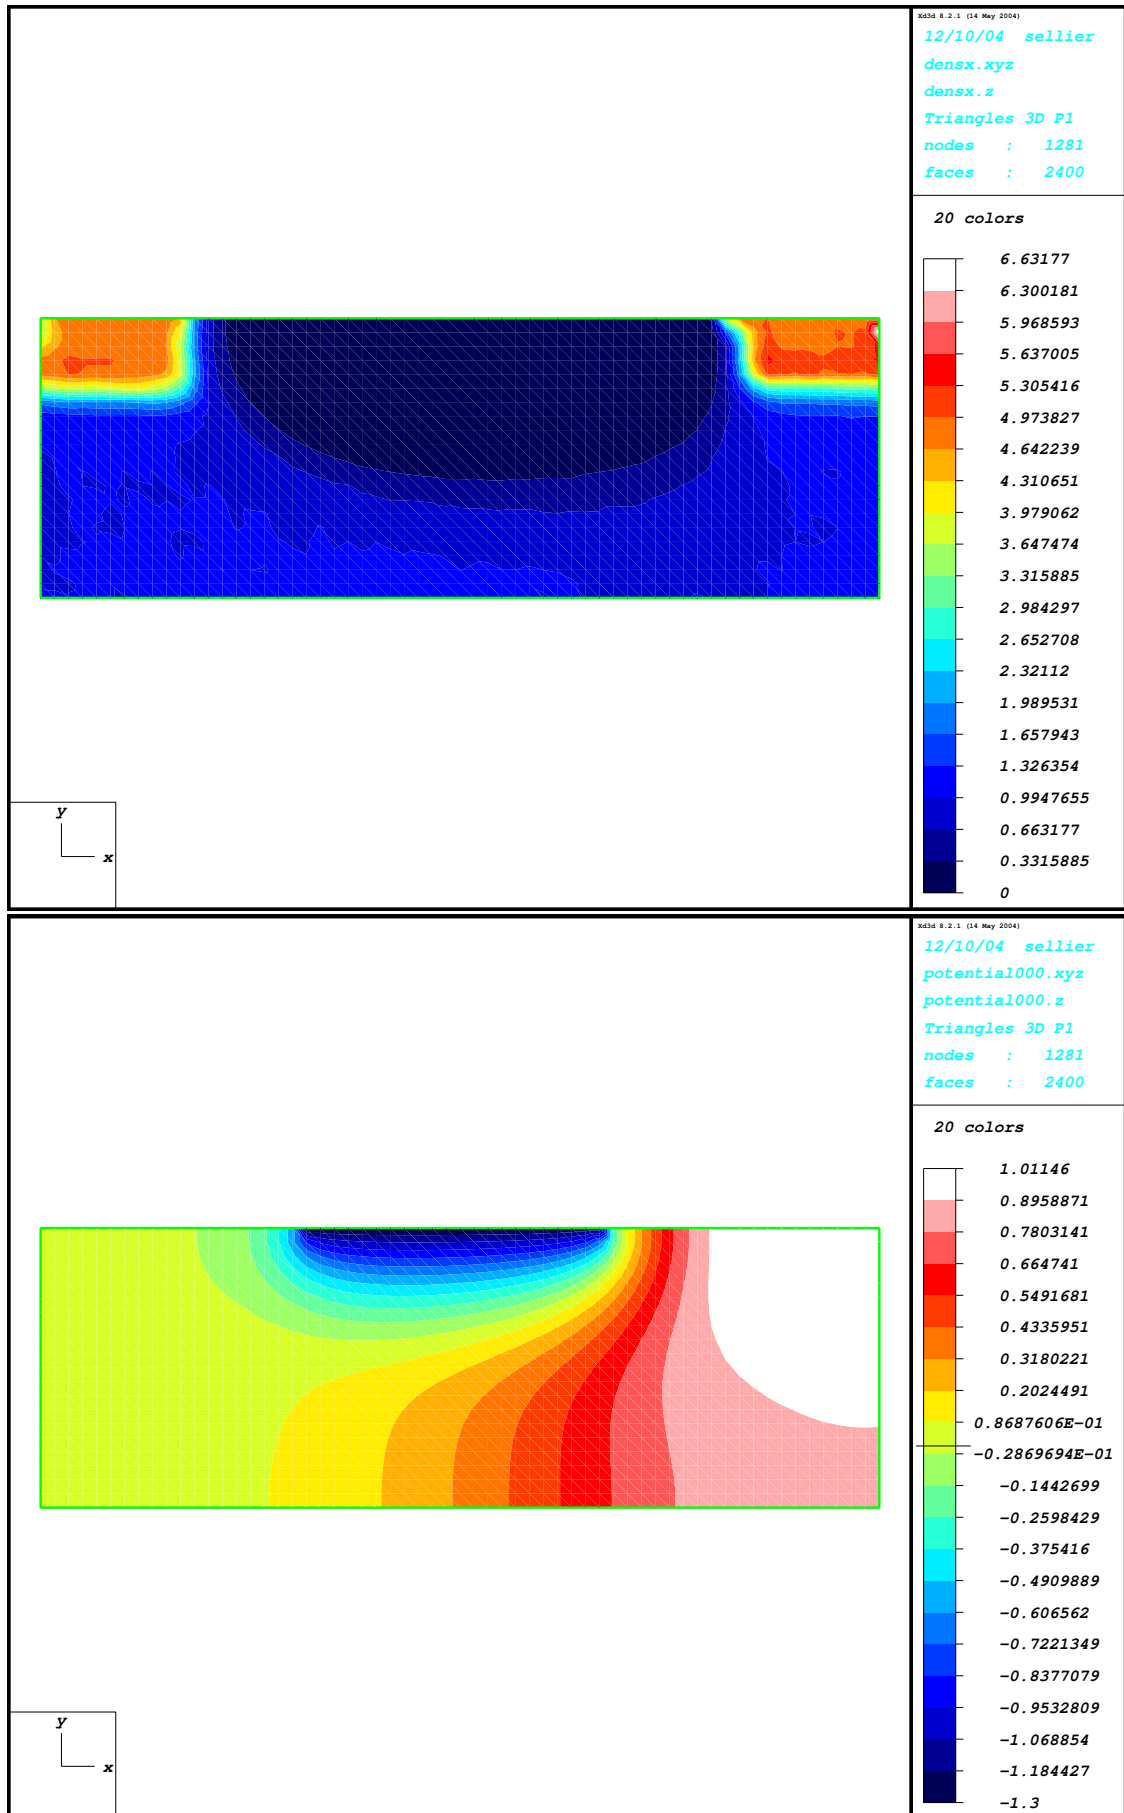 Xd3d 8.2.1 (14 May 2004)
12/10/04 sellier
densx.xyz
densx.z
Triangles 3D P1
nodes : 1281
faces : 2400
20 colors
6.63177
6.300181
5.968593
5.637005
5.305416
4.973827
4.642239
4.310651
3.979062
3.647474
3.315885
2.984297
2.652708
2.32112
1.989531
1.657943
1.326354
0.9947655
0.663177
0.3315885
0
y
x
Xd3d 8.2.1 (14 May 2004)
12/10/04 sellier
potential000.xyz
potential000.z
Triangles 3D P1
nodes : 1281
faces : 2400
20 colors
1.01146
0.8958871
0.7803141
0.664741
0.5491681
0.4335951
0.3180221
0.2024491
0.8687606E-01
-0.2869694E-01
-0.1442699
-0.2598429
-0.375416
-0.4909889
-0.606562
-0.7221349
-0.8377079
-0.9532809
-1.068854
-1.184427
-1.3
y
x